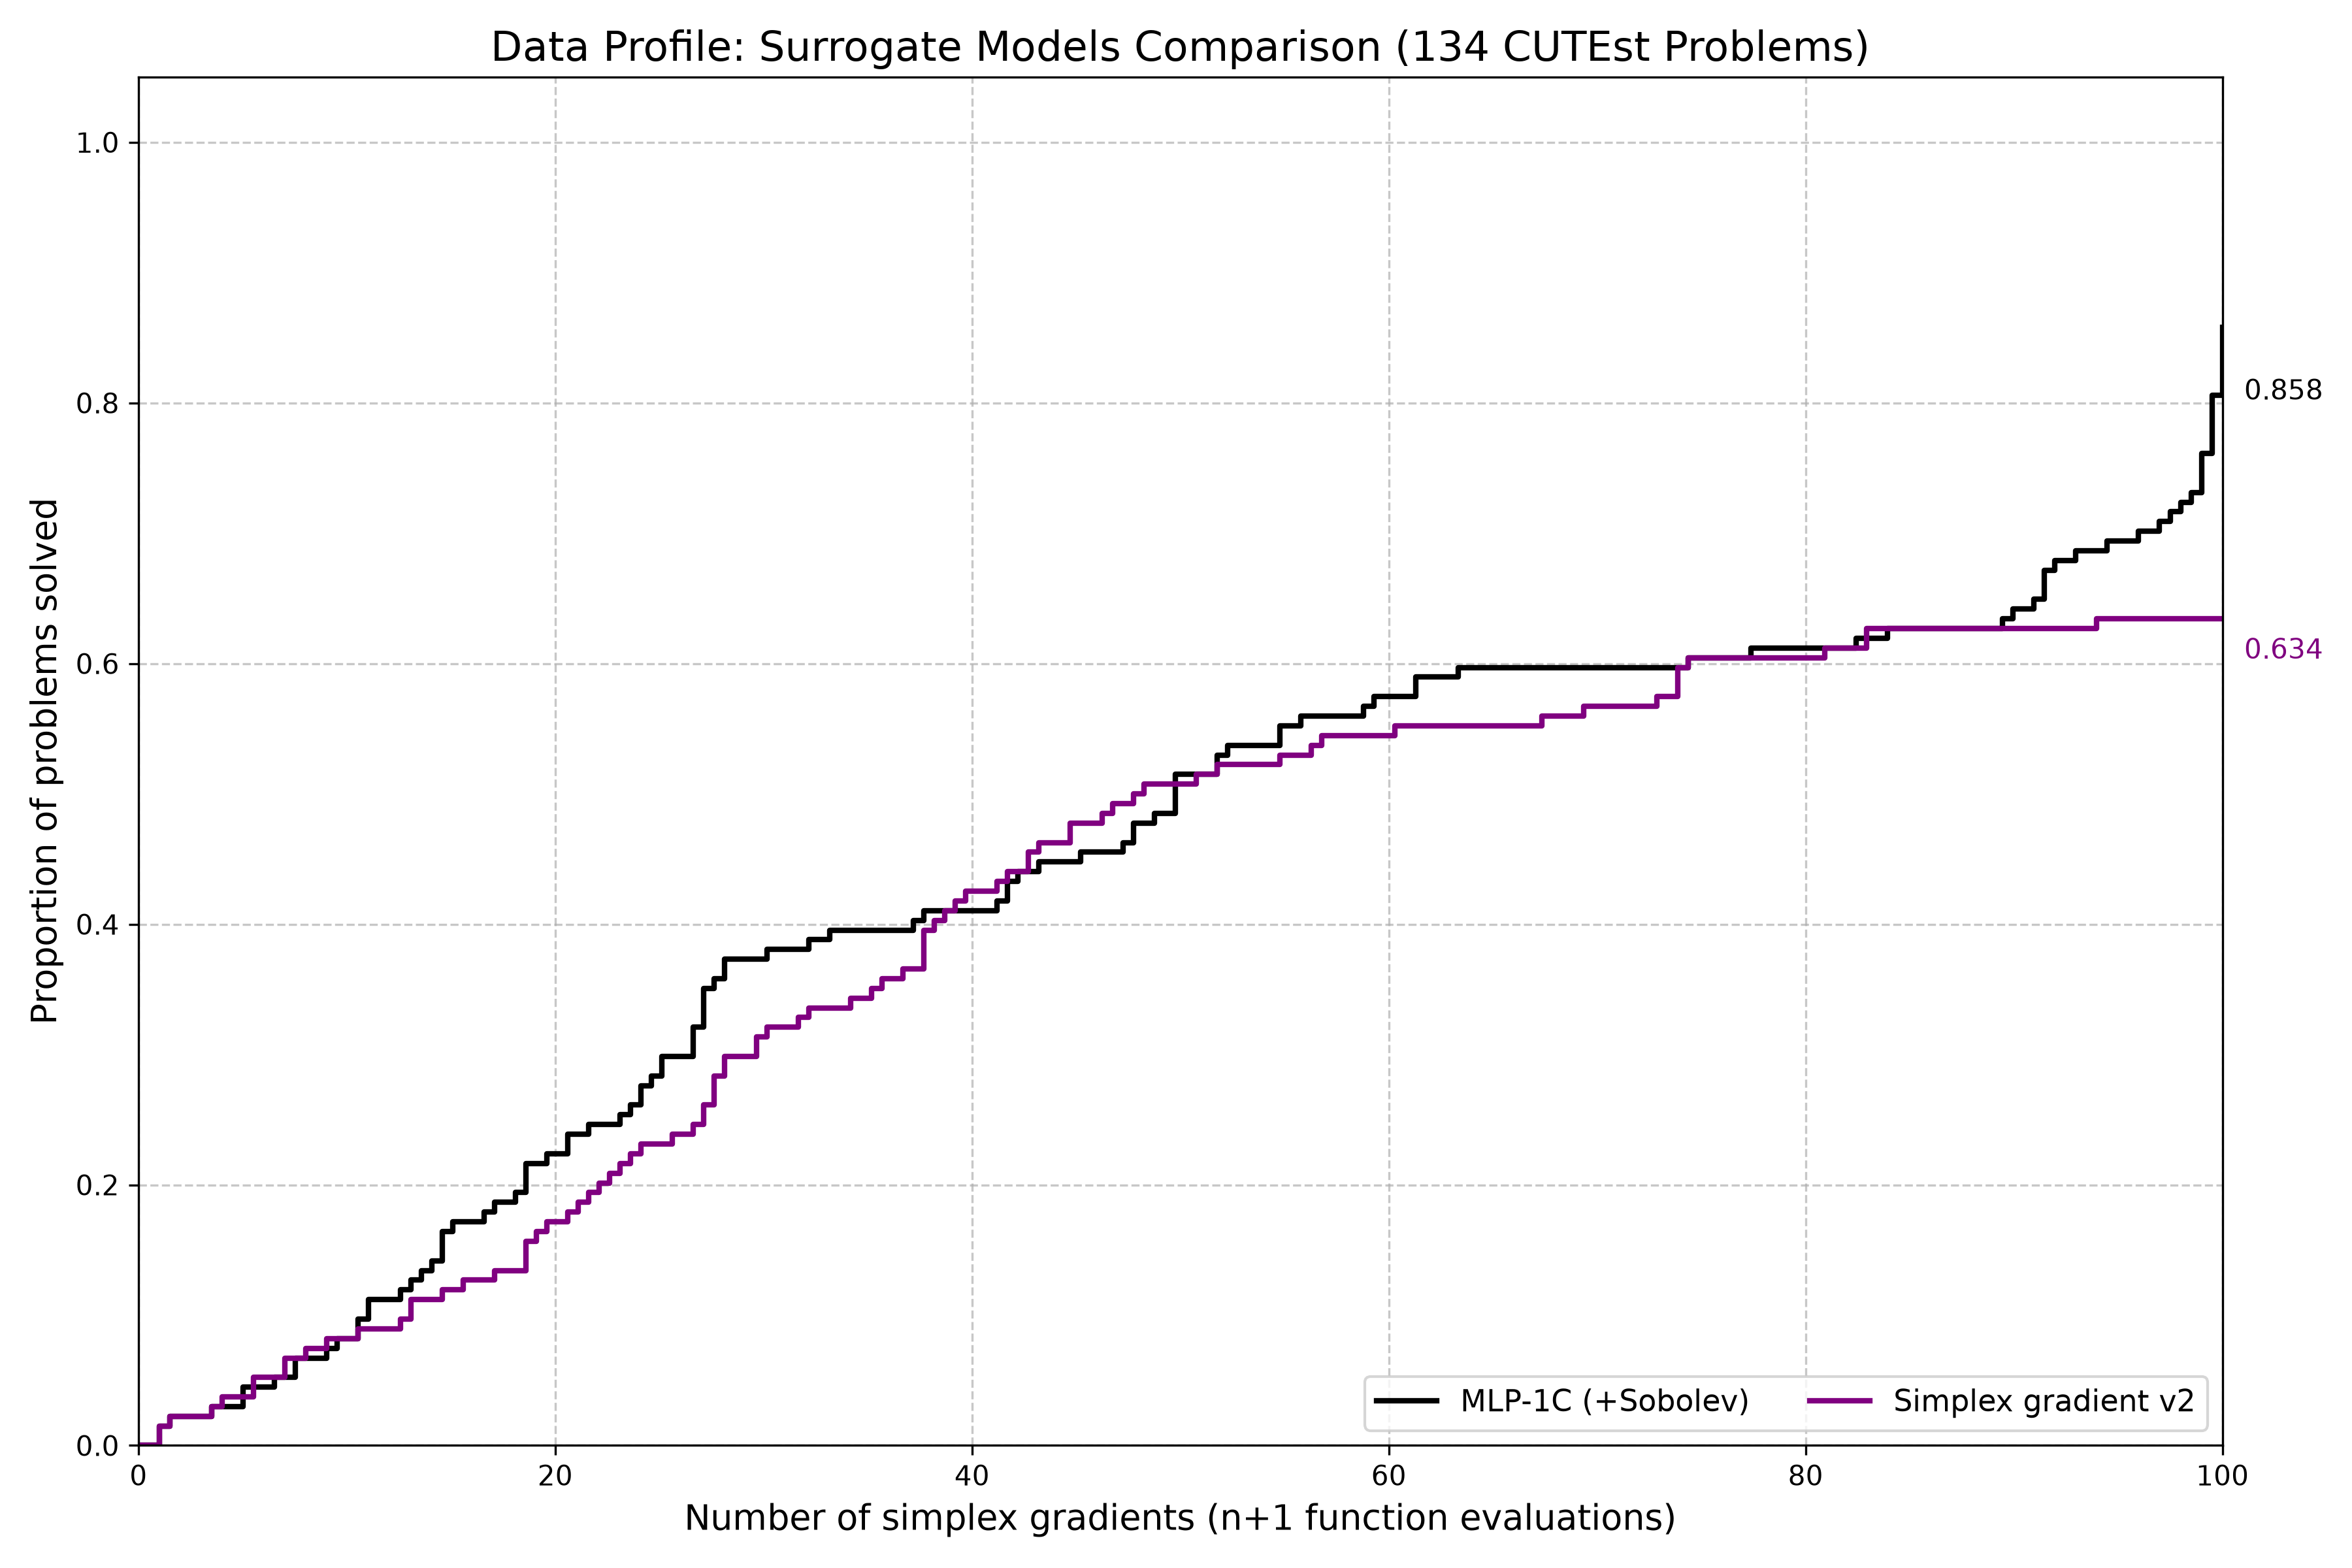 Data Profile: Surrogate Models Comparison (134 CUTEst Problems)
Proportion of problems solved
1.0
0.8
0.6
0.4
0.2
0.0
0.858
0.634
MLP-1C (+Sobolev)
Simplex gradient v2
0 20 40 60 80 100
Number of simplex gradients (n+1 function evaluations)